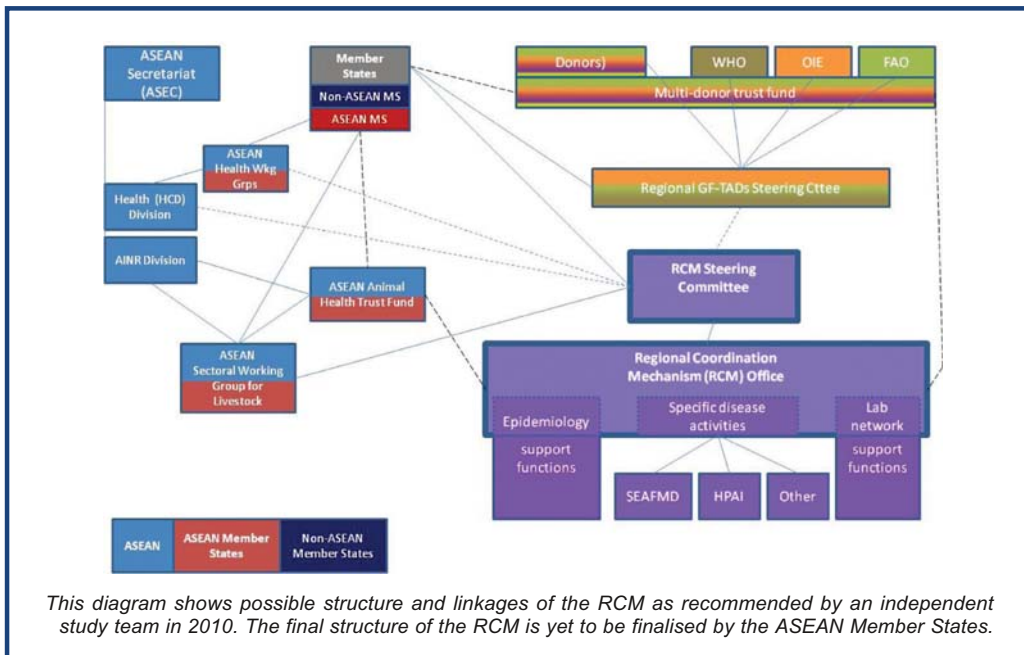 ASEAN
Secretariat
(ASEC)
Member
States
Non-ASEAN MS
ASEAN MS
Donors)
WHO
OIE
FAO
Multi-donor trust fund
ASEAN
Health Wkg
Grps
Health (HCD)
Division
AINR Division
Regional GF-TADs Steering Cttee
ASEAN Animal
Health Trust Fund
RCM Steering
Committee
ASEAN
Sectoral Working
Group for
Livestock
Regional Coordination
Mechanism (RCM) Office
Epidemiology
support
functions
Specific disease
activities
Lab
network
support
functions
SEAFMD
HPAI
Other
ASEAN
ASEAN Member
States
Non-ASEAN
Member States
This diagram shows possible structure and linkages of the RCM as recommended by an independent
study team in 2010. The final structure of the RCM is yet to be finalised by the ASEAN Member States.